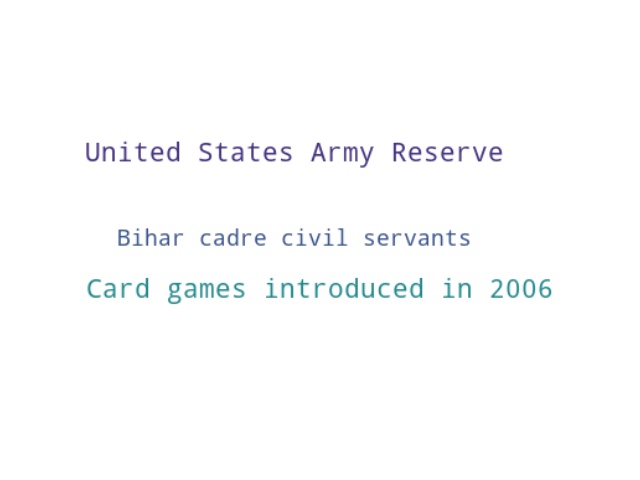 United States Army Reserve
Bihar cadre civil servants
Card games introduced in 2006